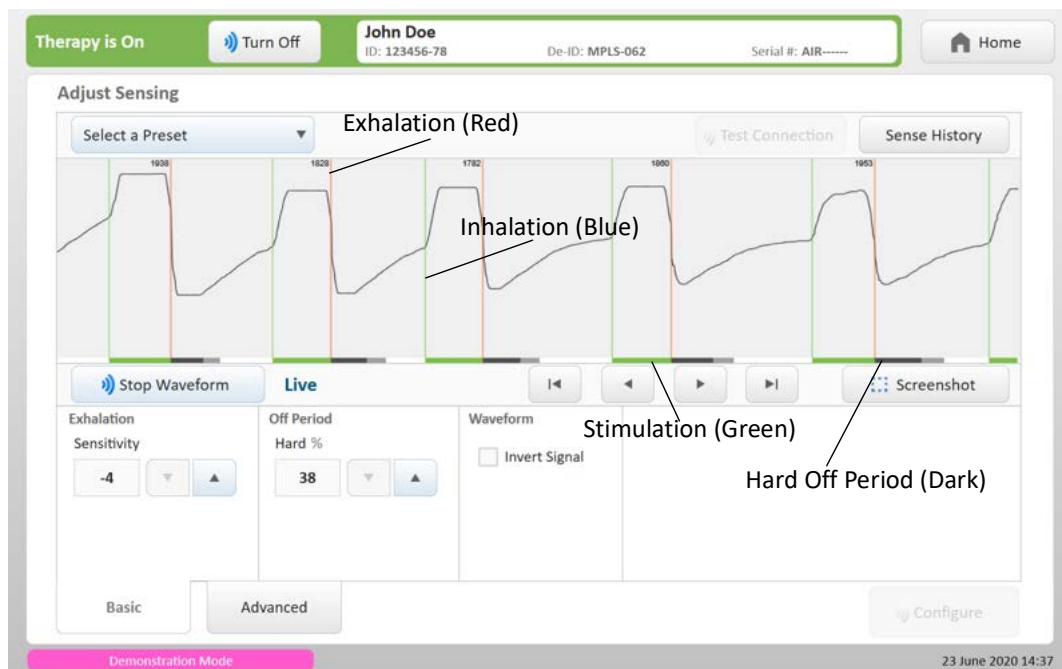 Therapy is On
Turn Off
John Doe
ID: 123456-78 De-ID: MPLS-062 Serial #: AIR------
Home
Adjust Sensing
Select a Preset
Exhalation (Red)
Test Connection
Sense History
1938 1828 1782 1860 1953
Inhalation (Blue)
Stop Waveform
Live
Screenshot
Stimulation (Green)
Hard Off Period (Dark)
Exhalation
Sensitivity
-4
Off Period
Hard %
38
Waveform
Invert Signal
Basic
Advanced
Configure
Demonstration Mode
23 June 2020 14:37